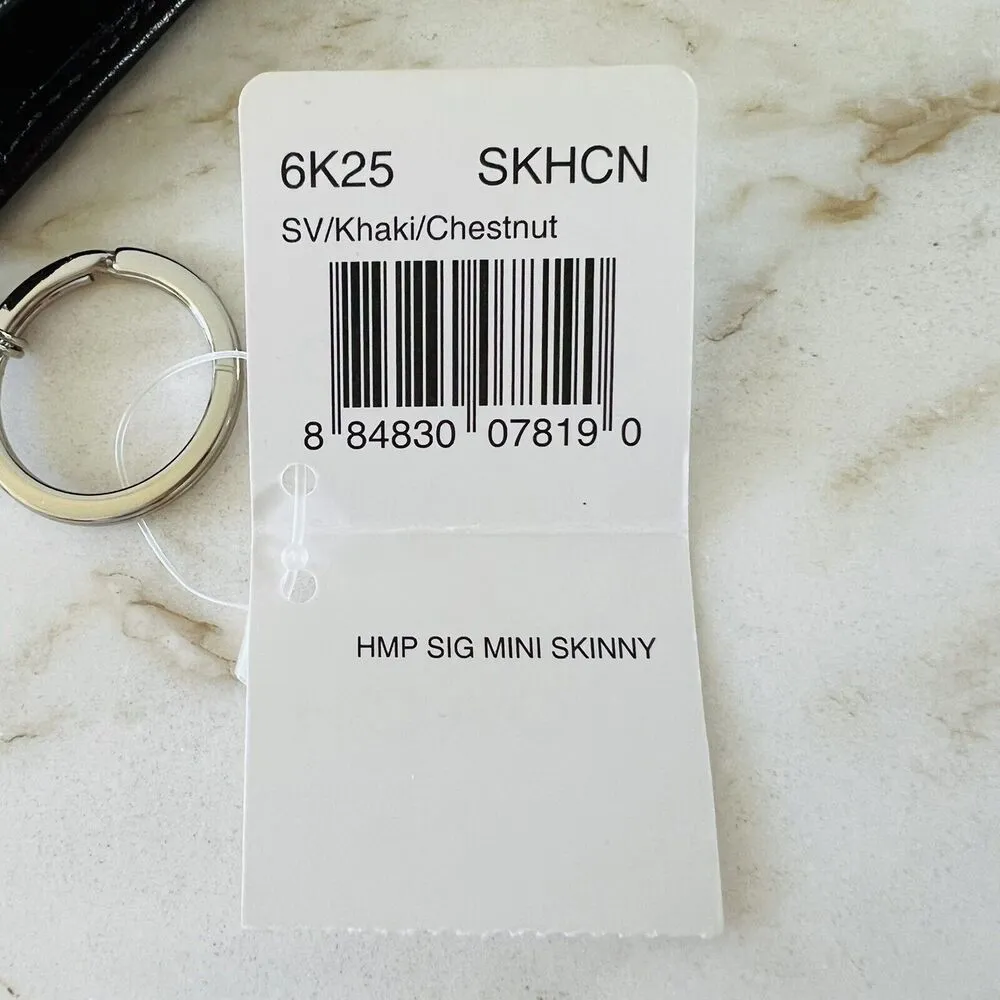 6K25 SKHCN
SV/Khaki/Chestnut
8 84830 07819 0
HMP SIG MINI SKINNY